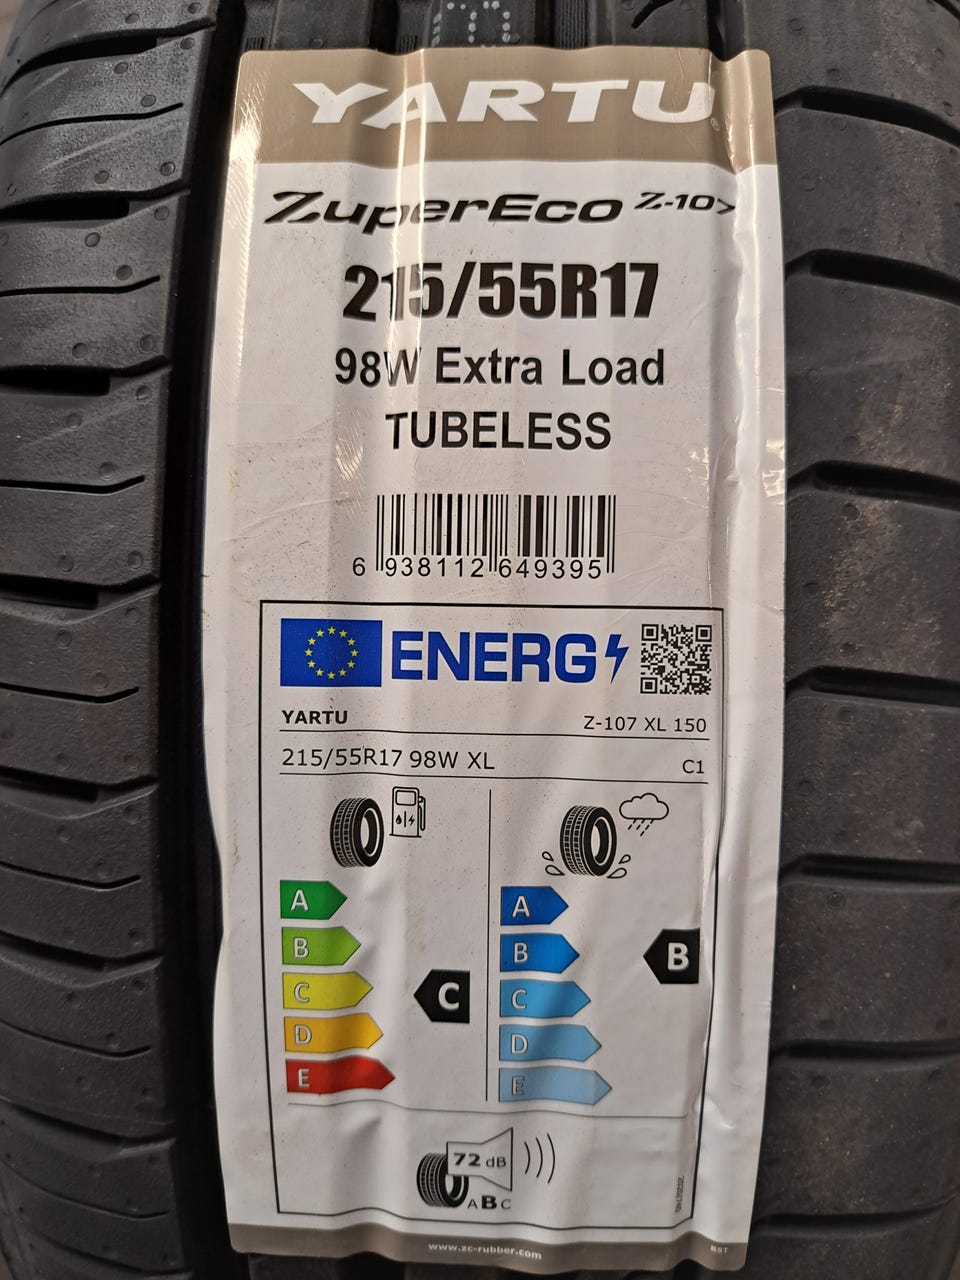 YARTU
ZuperEco Z-107
215/55R17
98W Extra Load
TUBELESS
6 938112 649395
ENERG
YARTU
Z-107 XL 150
215/55R17 98W XL
C1
A
B
C
D
E
C
A
B
C
D
E
B
72 dB
ABC
www.zc-rubber.com
BST